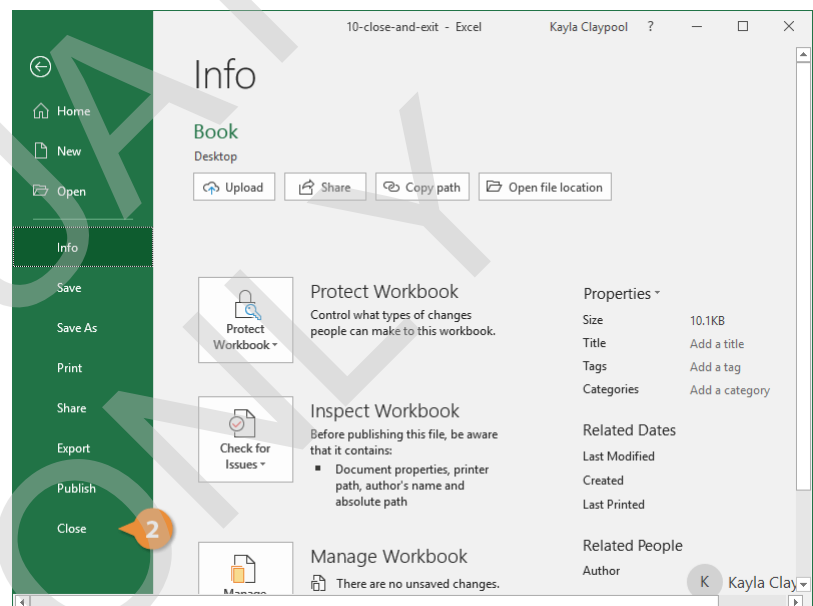 10-close-and-exit - Excel
Kayla Claypool
?
Info
Home
New
Open
Info
Save
Save As
Print
Share
Export
Publish
Close
2
Book
Desktop
Upload
Share
Copy path
Open file location
Protect
Workbook
Protect Workbook
Control what types of changes
people can make to this workbook.
Check for
Issues
Inspect Workbook
Before publishing this file, be aware
that it contains:
Document properties, printer
path, author's name and
absolute path
Manage
Manage Workbook
There are no unsaved changes.
Properties
Size 10.1KB
Title Add a title
Tags Add a tag
Categories Add a category
Related Dates
Last Modified
Created
Last Printed
Related People
Author
K Kayla Clay
ONLY